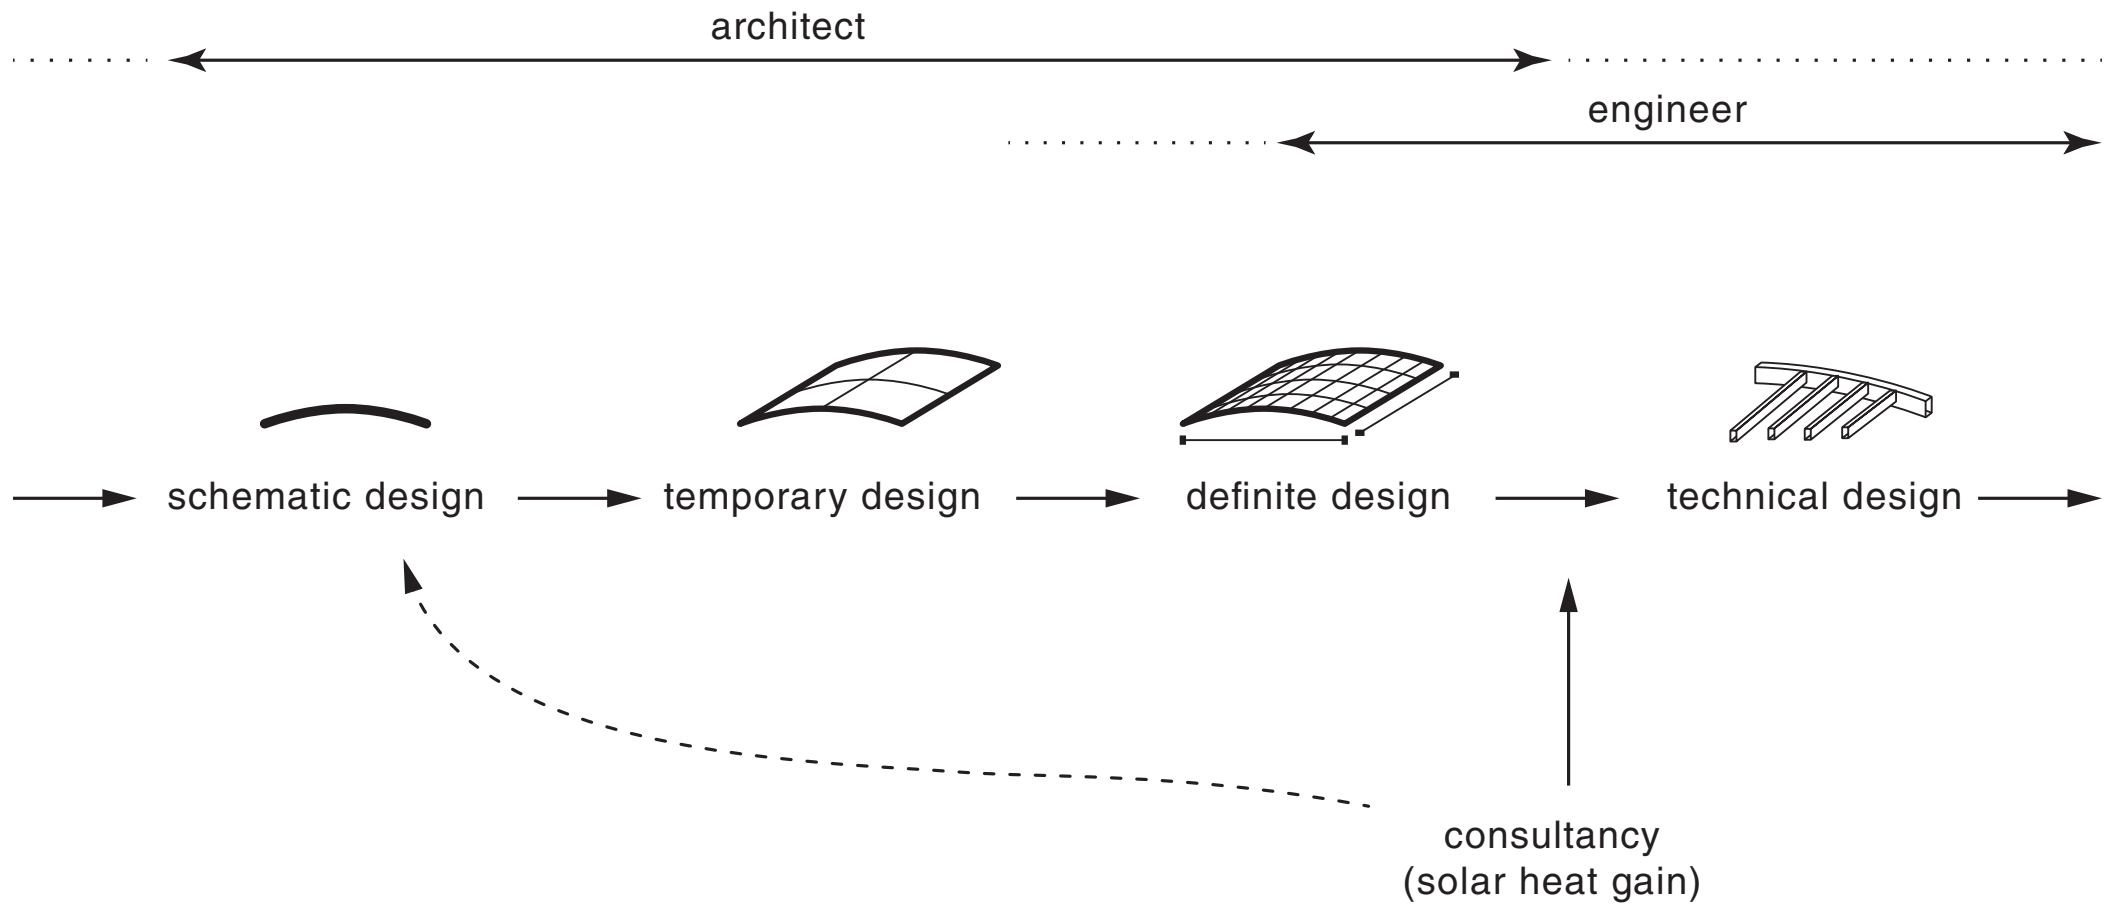 architect
engineer
schematic design
temporary design
definite design
technical design
consultancy
(solar heat gain)